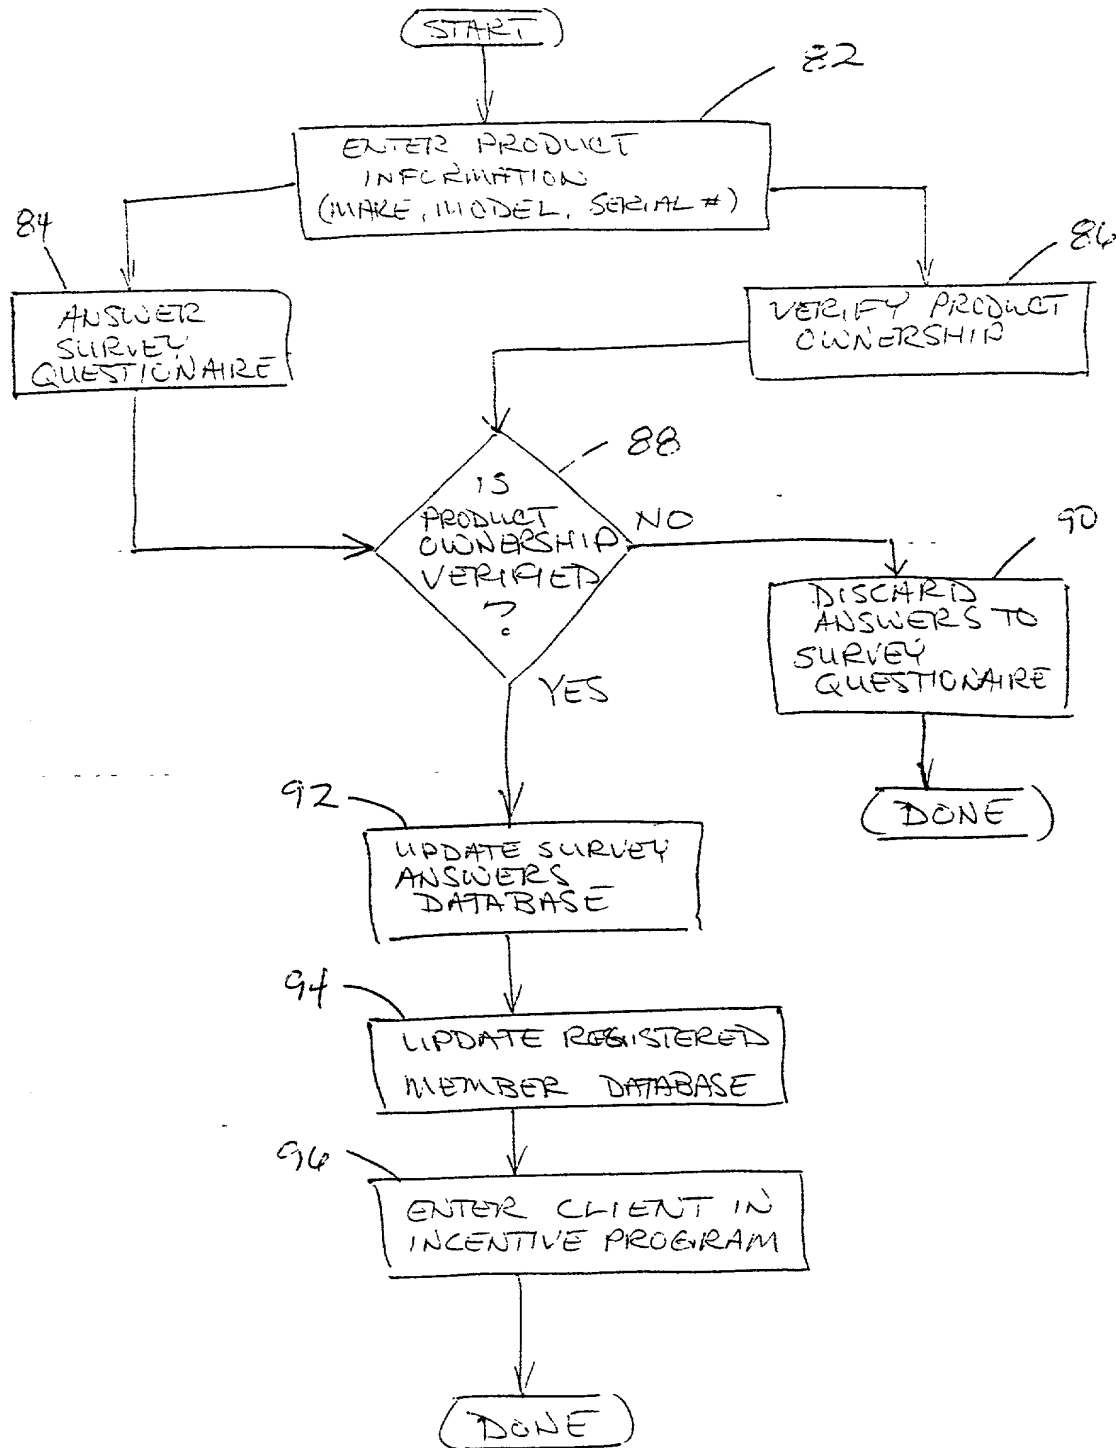 START
82
ENTER PRODUCT
INFORMATION
(MAKE, MODEL, SERIAL #)
84
ANSWER
SURVEY
QUESTIONAIRE
86
VERIFY PRODUCT
OWNERSHIP
88
IS
PRODUCT
OWNERSHIP
VERIFIED
?
NO
90
DISCARD
ANSWERS TO
SURVEY
QUESTIONAIRE
DONE
YES
92
UPDATE SURVEY
ANSWERS
DATABASE
94
UPDATE REGISTERED
MEMBER DATABASE
96
ENTER CLIENT IN
INCENTIVE PROGRAM
DONE